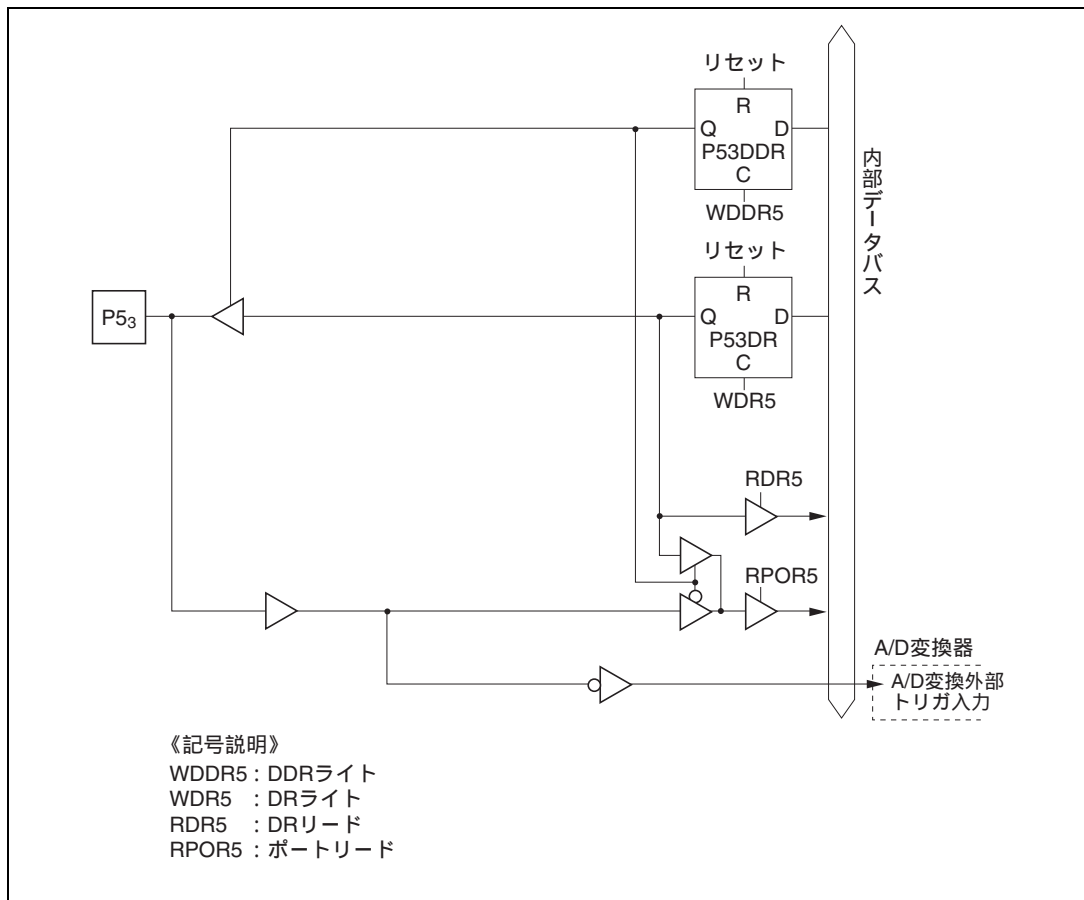 リセット
R
Q D
P53DDR
C
WDDR5
内部データバス
リセット
R
P5₃
Q D
P53DR
C
WDR5
RDR5
RPOR5
A/D変換器
A/D変換外部
トリガ入力
《記号説明》
WDDR5 : DDRライト
WDR5 : DRライト
RDR5 : DRリード
RPOR5 : ポートリード